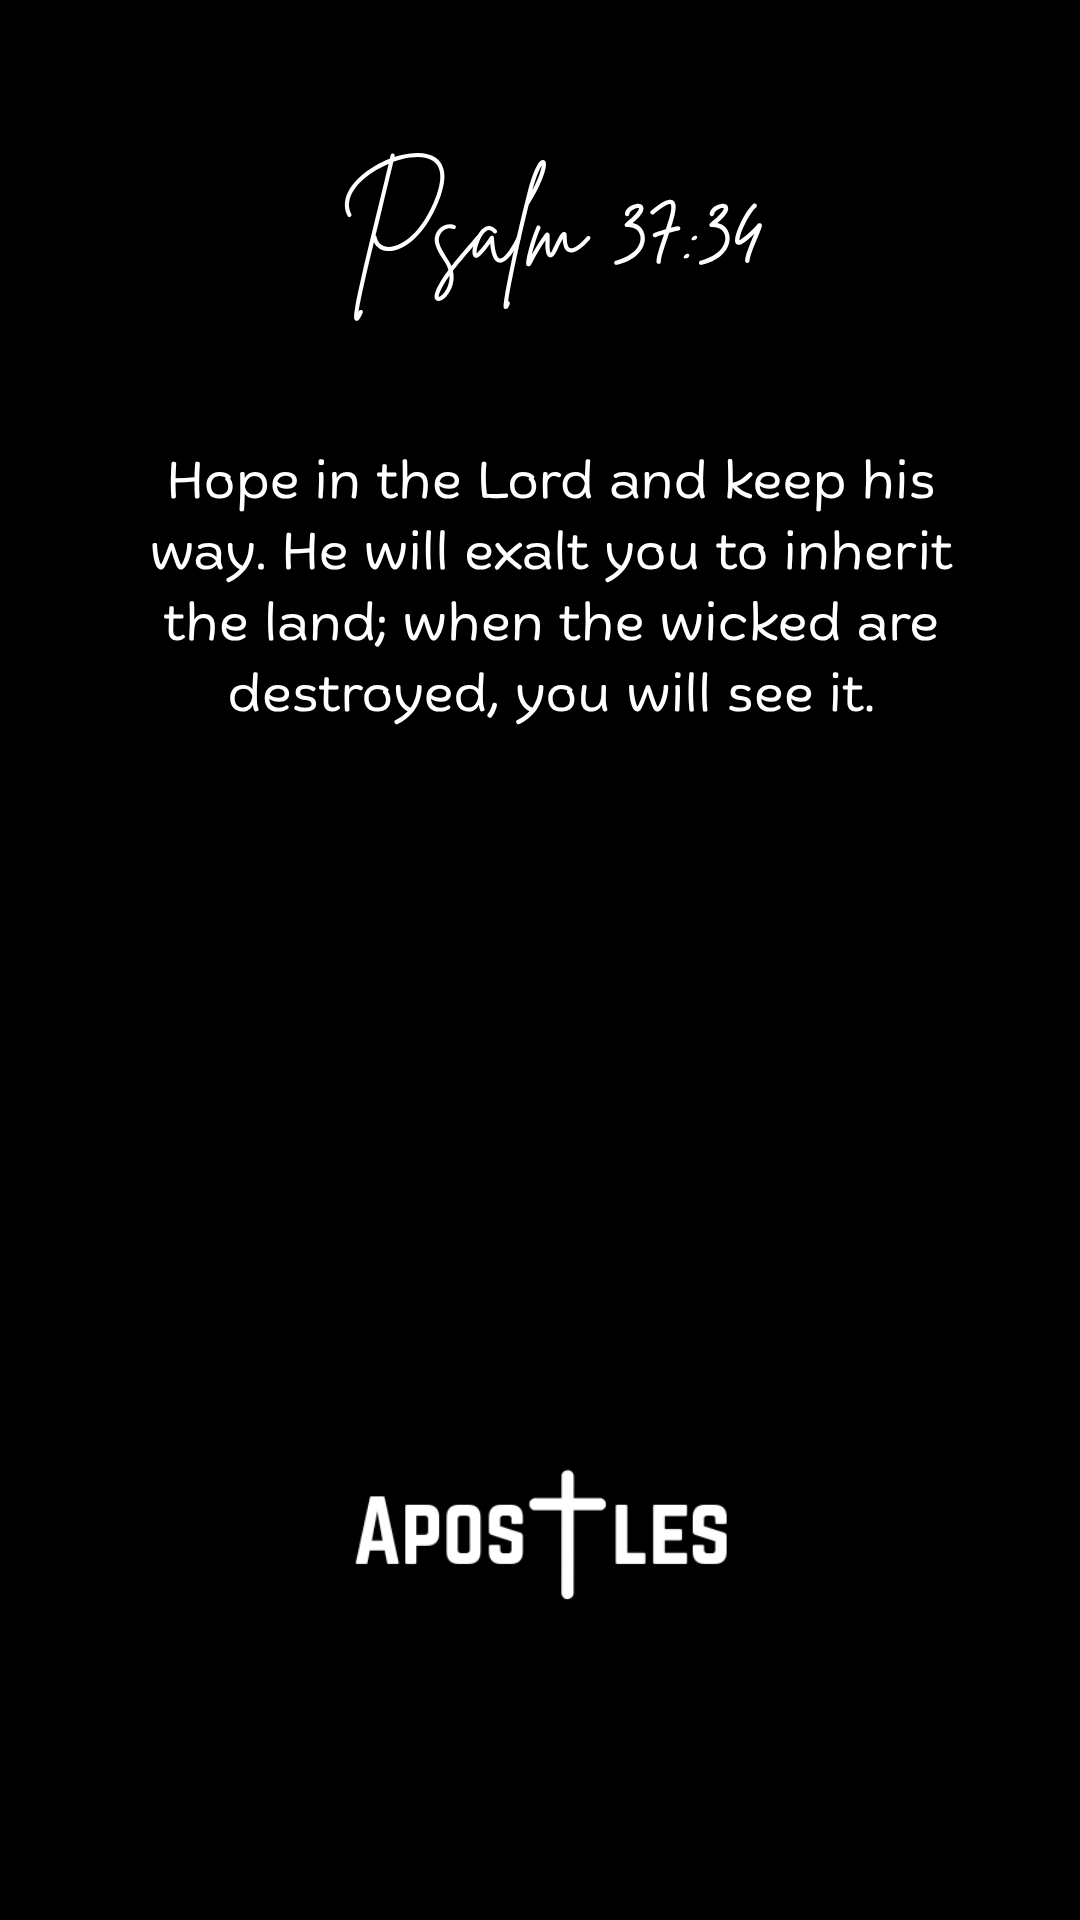 Psalm 37:34
Hope in the Lord and keep his
way. He will exalt you to inherit
the land; when the wicked are
destroyed, you will see it.
APOSTLES